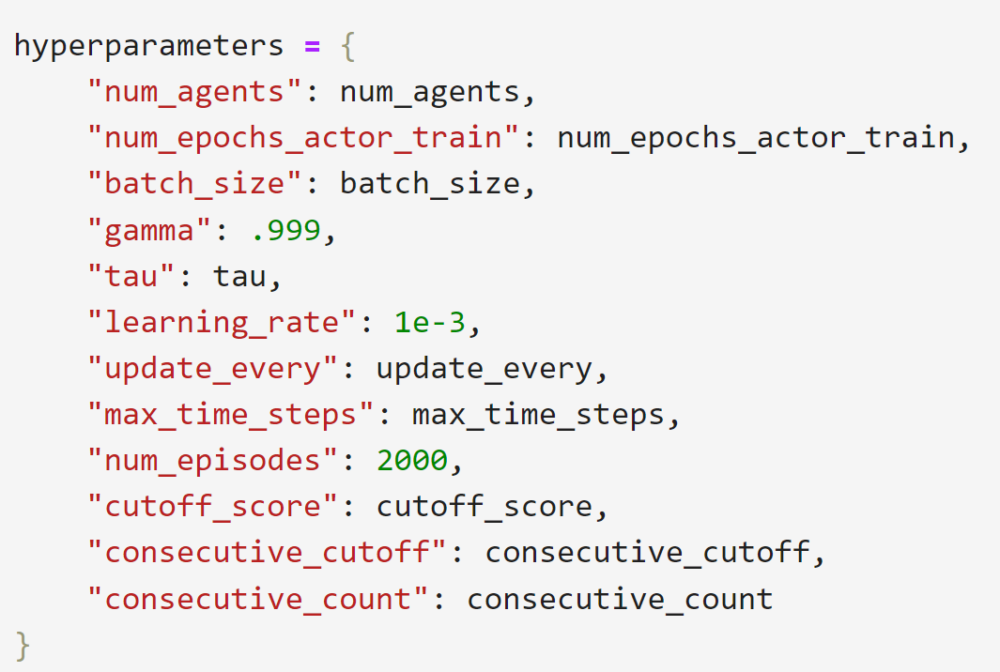 hyperparameters = {
    "num_agents": num_agents,
    "num_epochs_actor_train": num_epochs_actor_train,
    "batch_size": batch_size,
    "gamma": .999,
    "tau": tau,
    "learning_rate": 1e-3,
    "update_every": update_every,
    "max_time_steps": max_time_steps,
    "num_episodes": 2000,
    "cutoff_score": cutoff_score,
    "consecutive_cutoff": consecutive_cutoff,
    "consecutive_count": consecutive_count
}